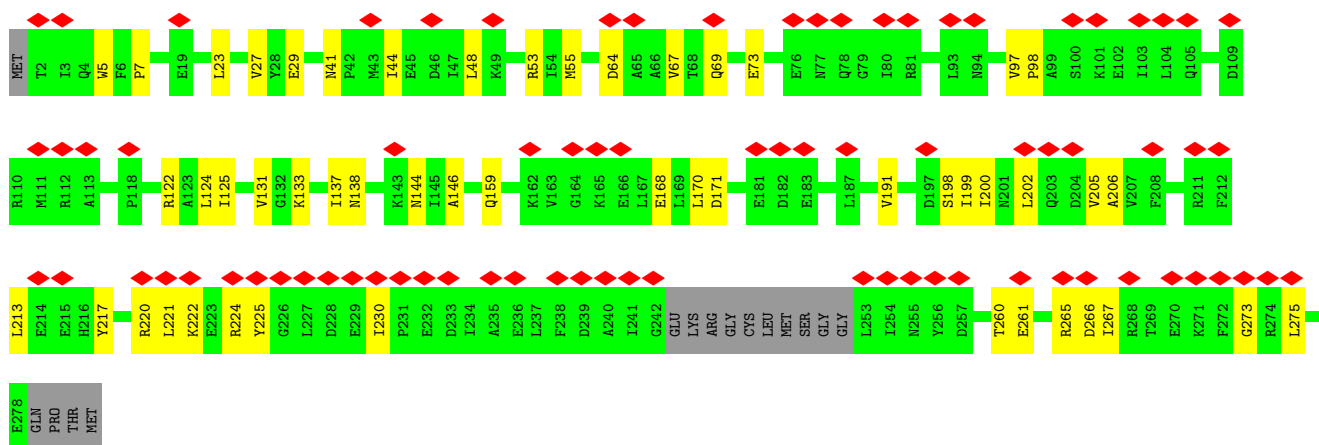 MET T2 I3 Q4 W5 F6 P7 E19 L23 V27 Y28 E29 N41 P42 M43 I44 E45 D46 I47 L48 K49 R53 I54 M55 D64 A65 A66 V67 T68 Q69 E73 E76 N77 Q78 G79 I80 R81 L93 N94 V97 P98 A99 S100 K101 E102 I103 L104 Q105 D109
R110 M111 R112 A113 P118 R122 A123 L124 I125 V131 G132 K133 I137 N138 K143 N144 I145 A146 Q159 K162 V163 G164 K165 E166 L167 E168 L169 L170 D171 E181 D182 E183 L187 V191 D197 S198 I199 I200 N201 L202 Q203 D204 V205 A206 V207 F208 R211 F212
L213 E214 E215 H216 Y217 R220 L221 K222 E223 R224 Y225 G226 L227 D228 E229 I230 P231 E232 D233 I234 A235 E236 L237 F238 D239 A240 I241 G242 GLU LYS ARG GLY CYS LEU MET SER GLY GLY L253 I254 N255 Y256 D257 T260 E261 R265 D266 I267 R268 T269 E270 K271 F272 G273 R274 L275
E278 GLN PRO THR MET